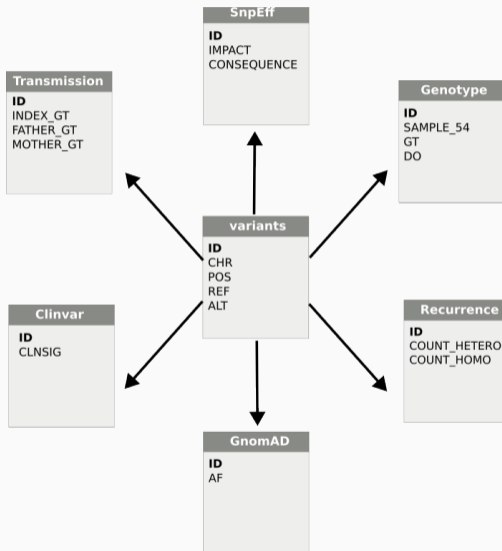 SnpEff
ID
IMPACT
CONSEQUENCE
Transmission
ID
INDEX_GT
FATHER_GT
MOTHER_GT
Genotype
ID
SAMPLE_54
GT
DO
variants
ID
CHR
POS
REF
ALT
Clinvar
ID
CLNSIG
Recurrence
ID
COUNT_HETERO
COUNT_HOMO
GnomAD
ID
AF